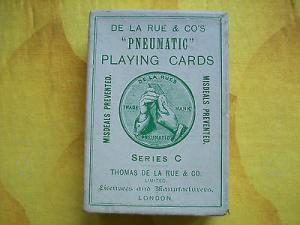 DE LA RUE & CO'S
"PNEUMATIC"
PLAYING CARDS
MISDEALS PREVENTED.
DE LA RUE'S
TRADE MARK
PNEUMATIC
MISDEALS PREVENTED.
SERIES C
THOMAS DE LA RUE & CO.
LIMITED.
Licensees and Manufacturers,
LONDON.